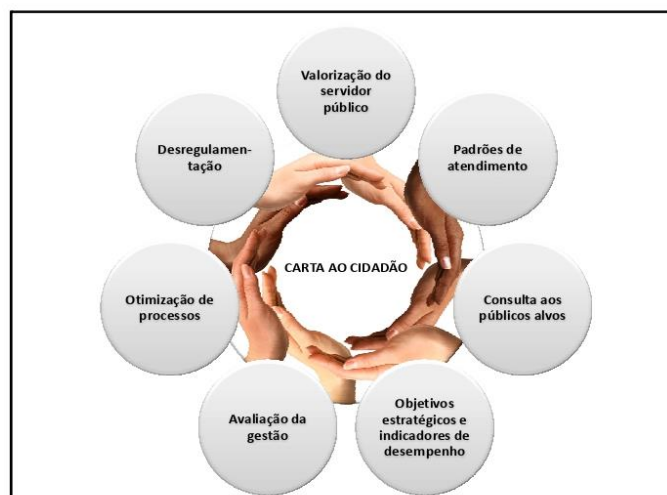 Valorização do
servidor
público
Padrões de
atendimento
Consulta aos
públicos alvos
Objetivos
estratégicos e
indicadores de
desempenho
Avaliação da
gestão
Otimização de
processos
Desregulamen-
tação
CARTA AO CIDADÃO